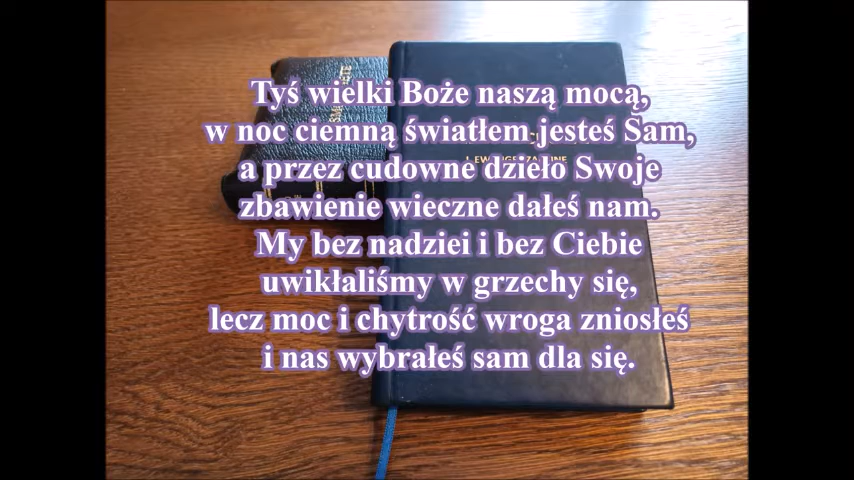 Tyś wielki Boże naszą mocą,
w noc ciemną światłem jesteś Sam,
a przez cudowne dzieło Swoje
zbawienie wieczne dałeś nam.
My bez nadziei i bez Ciebie
uwikłaliśmy w grzechy się,
lecz moc i chytrość wroga zniosłeś
i nas wybrałeś sam dla się.